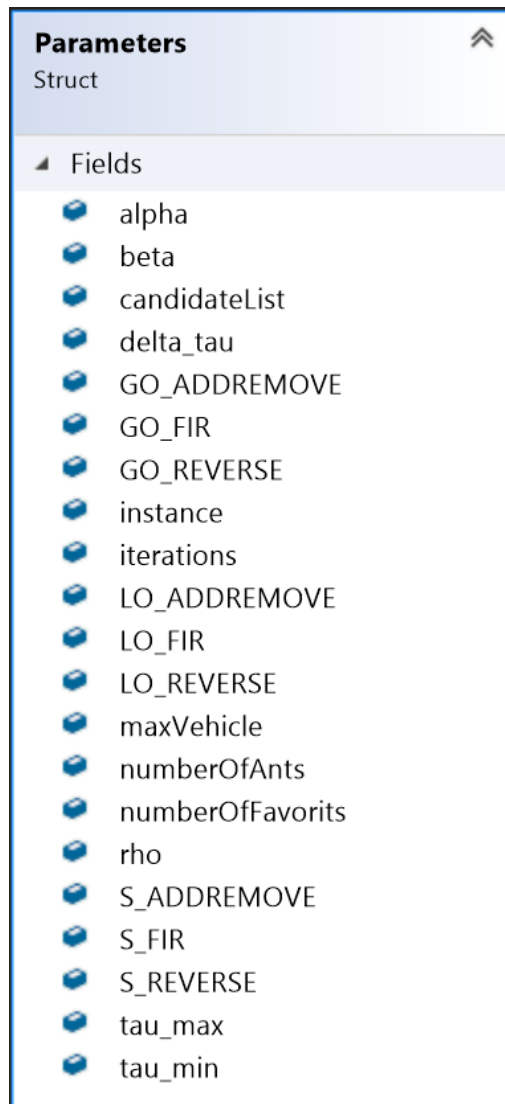 Parameters
Struct
Fields
alpha
beta
candidateList
delta_tau
GO_ADDREMOVE
GO_FIR
GO_REVERSE
instance
iterations
LO_ADDREMOVE
LO_FIR
LO_REVERSE
maxVehicle
numberOfAnts
numberOfFavorits
rho
S_ADDREMOVE
S_FIR
S_REVERSE
tau_max
tau_min